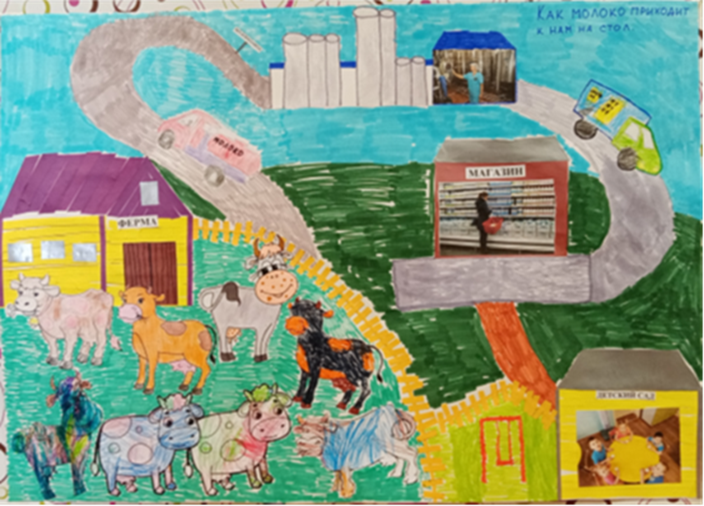 КАК МОЛОКО ПРИХОДИТ
К НАМ НА СТОЛ.
МОЛОКО
МАГАЗИН
ФЕРМА
ДЕТСКИЙ САД